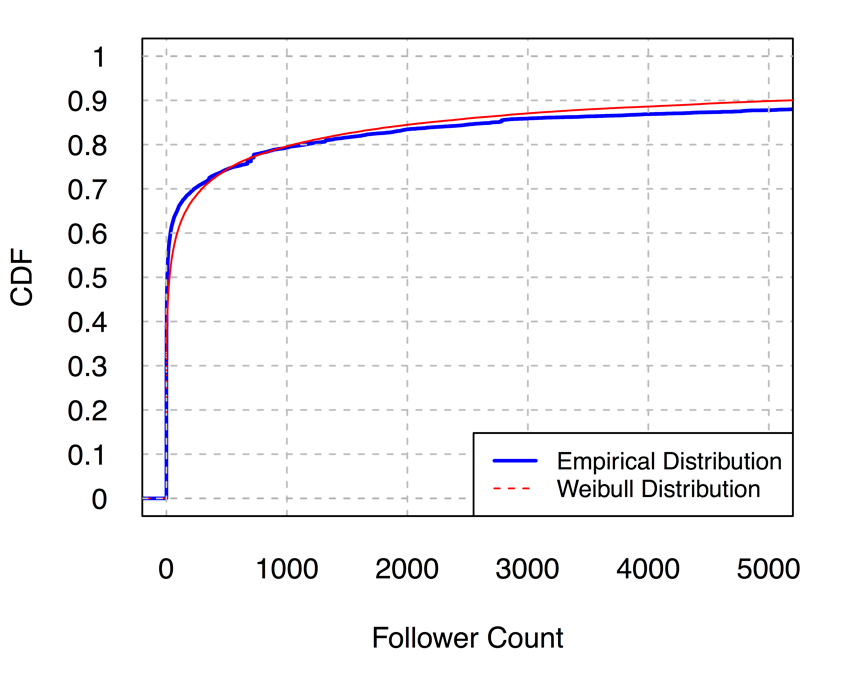 1
0.9
0.8
0.7
0.6
0.5
0.4
0.3
0.2
0.1
0
CDF
Empirical Distribution
Weibull Distribution
0 1000 2000 3000 4000 5000
Follower Count